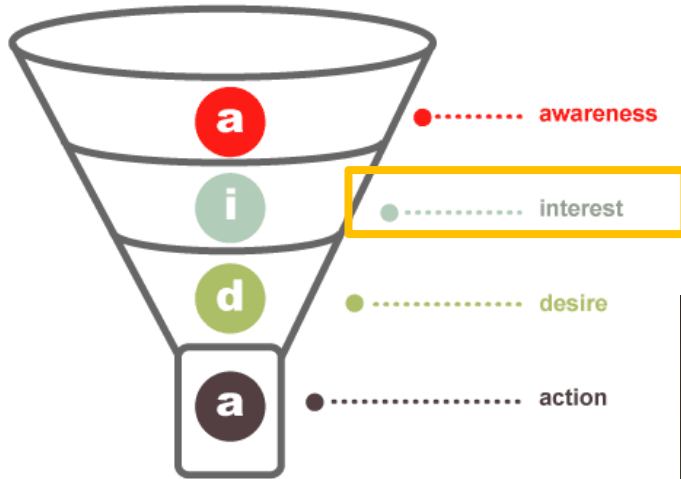 a awareness
i interest
d desire
a action